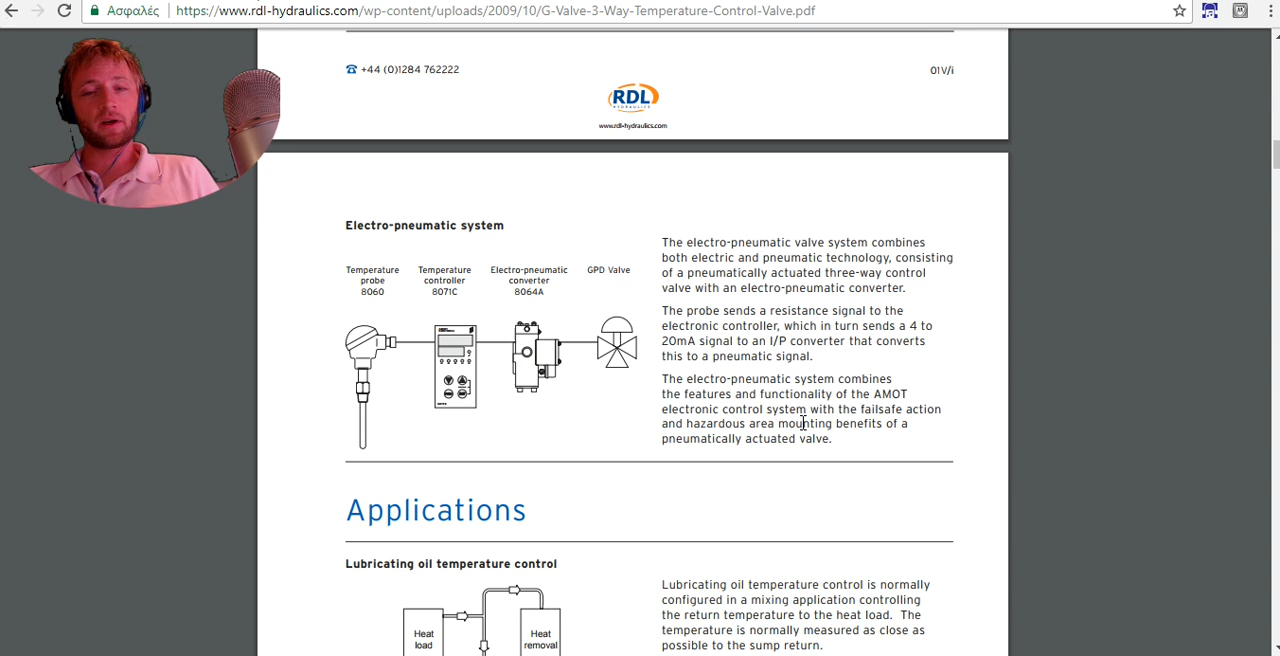 Ασφαλές
https://www.rdl-hydraulics.com/wp-content/uploads/2009/10/G-Valve-3-Way-Temperature-Control-Valve.pdf
+44 (0)1284 762222
01V/i
RDL
HYDRAULICS
www.rdl-hydraulics.com
Electro-pneumatic system
Temperature
probe
8060
Temperature
controller
8071C
Electro-pneumatic
converter
8064A
GPD Valve
The electro-pneumatic valve system combines
both electric and pneumatic technology, consisting
of a pneumatically actuated three-way control
valve with an electro-pneumatic converter.
The probe sends a resistance signal to the
electronic controller, which in turn sends a 4 to
20mA signal to an I/P converter that converts
this to a pneumatic signal.
The electro-pneumatic system combines
the features and functionality of the AMOT
electronic control system with the failsafe action
and hazardous area mounting benefits of a
pneumatically actuated valve.
Applications
Lubricating oil temperature control
Heat
load
Heat
removal
Lubricating oil temperature control is normally
configured in a mixing application controlling
the return temperature to the heat load. The
temperature is normally measured as close as
possible to the sump return.